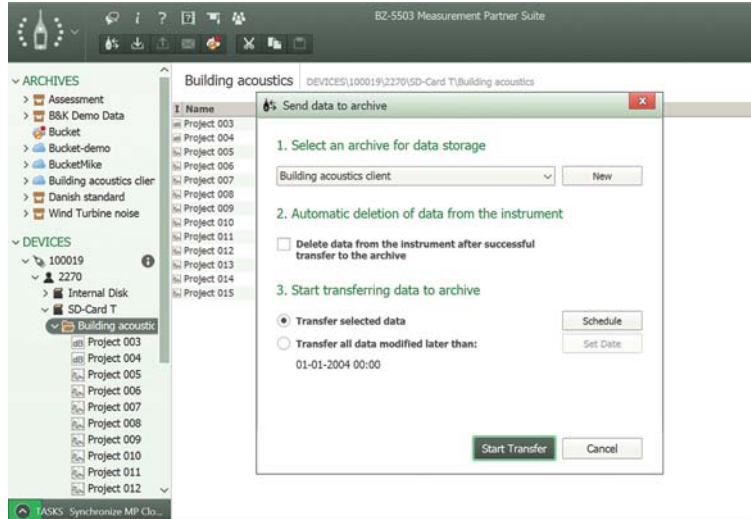 BZ-5503 Measurement Partner Suite
ARCHIVES
Assessment
B&K Demo Data
Bucket
Bucket-demo
BucketMike
Building acoustics clier
Danish standard
Wind Turbine noise
DEVICES
100019
2270
Internal Disk
SD-Card T
Building acoustic
Project 003
Project 004
Project 005
Project 006
Project 007
Project 008
Project 009
Project 010
Project 011
Project 012
TASKS Synchronize MP Clo...
Building acoustics DEVICES\100019\2270\SD-Card T\Building acoustics
I Name
Project 003
Project 004
Project 005
Project 006
Project 007
Project 008
Project 009
Project 010
Project 011
Project 012
Project 013
Project 014
Project 015
Send data to archive
1. Select an archive for data storage
Building acoustics client New
2. Automatic deletion of data from the instrument
Delete data from the instrument after successful
transfer to the archive
3. Start transferring data to archive
Transfer selected data Schedule
Transfer all data modified later than: Set Date
01-01-2004 00:00
Start Transfer Cancel